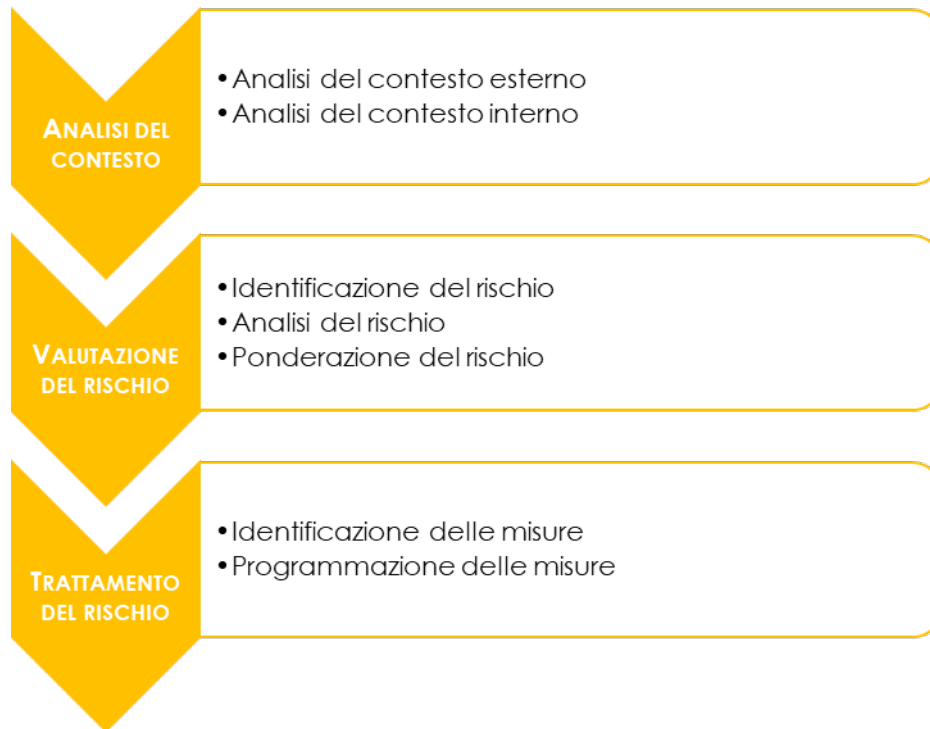 ANALISI DEL
CONTESTO
•Analisi del contesto esterno
•Analisi del contesto interno
VALUTAZIONE
DEL RISCHIO
•Identificazione del rischio
•Analisi del rischio
•Ponderazione del rischio
TRATTAMENTO
DEL RISCHIO
•Identificazione delle misure
•Programmazione delle misure